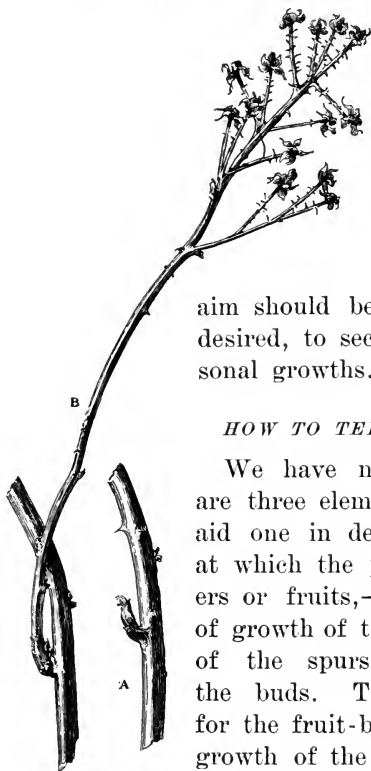 aim should be
desired, to sec
sonal growths.
B
HOW TO TEL
We have n
are three elem
aid one in de
at which the p
ers or fruits,-
of growth of t
of the spurs
the buds. T
A
for the fruit-b
growth of the